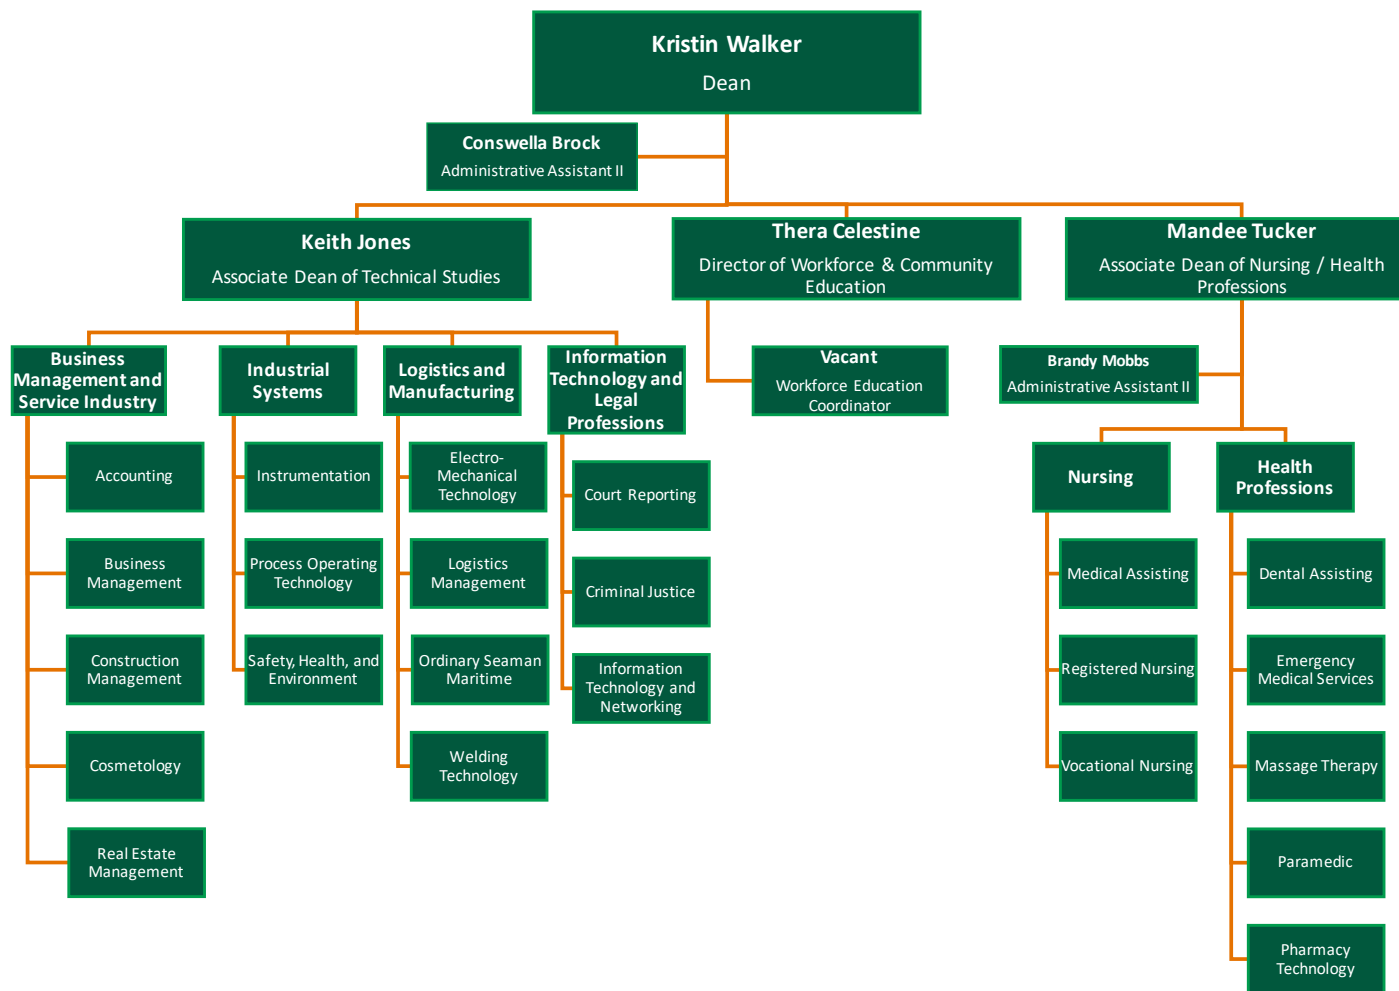 Kristin Walker
Dean
Conswella Brock
Administrative Assistant II
Keith Jones
Associate Dean of Technical Studies
Thera Celestine
Director of Workforce & Community
Education
Mandee Tucker
Associate Dean of Nursing / Health
Professions
Business
Management and
Service Industry
Accounting
Business
Management
Construction
Management
Cosmetology
Real Estate
Management
Industrial
Systems
Instrumentation
Process Operating
Technology
Safety, Health, and
Environment
Logistics and
Manufacturing
Electro-
Mechanical
Technology
Logistics
Management
Ordinary Seaman
Maritime
Welding
Technology
Information
Technology and
Legal
Professions
Court Reporting
Criminal Justice
Information
Technology and
Networking
Vacant
Workforce Education
Coordinator
Brandy Mobbs
Administrative Assistant II
Nursing
Medical Assisting
Registered Nursing
Vocational Nursing
Health
Professions
Dental Assisting
Emergency
Medical Services
Massage Therapy
Paramedic
Pharmacy
Technology